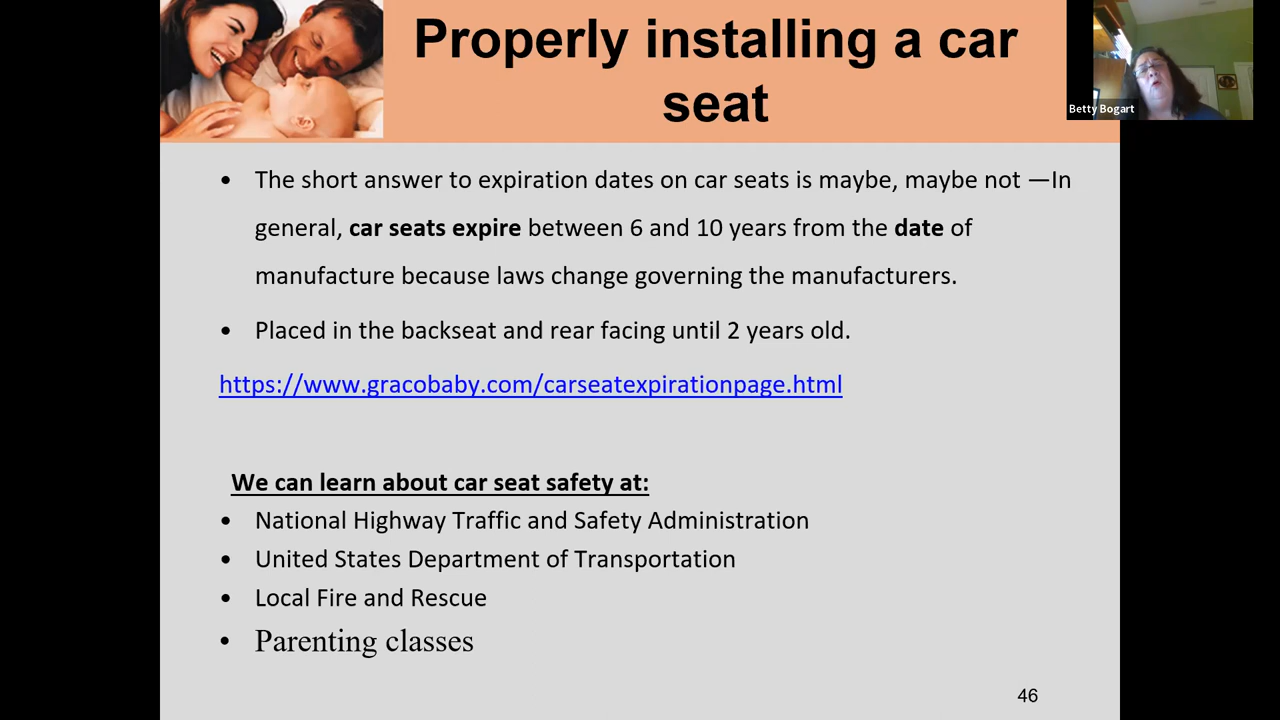 Properly installing a car
seat
Betty Bogart
• The short answer to expiration dates on car seats is maybe, maybe not —In
general, car seats expire between 6 and 10 years from the date of
manufacture because laws change governing the manufacturers.
• Placed in the backseat and rear facing until 2 years old.
https://www.gracobaby.com/carseatexpirationpage.html
We can learn about car seat safety at:
• National Highway Traffic and Safety Administration
• United States Department of Transportation
• Local Fire and Rescue
• Parenting classes
46